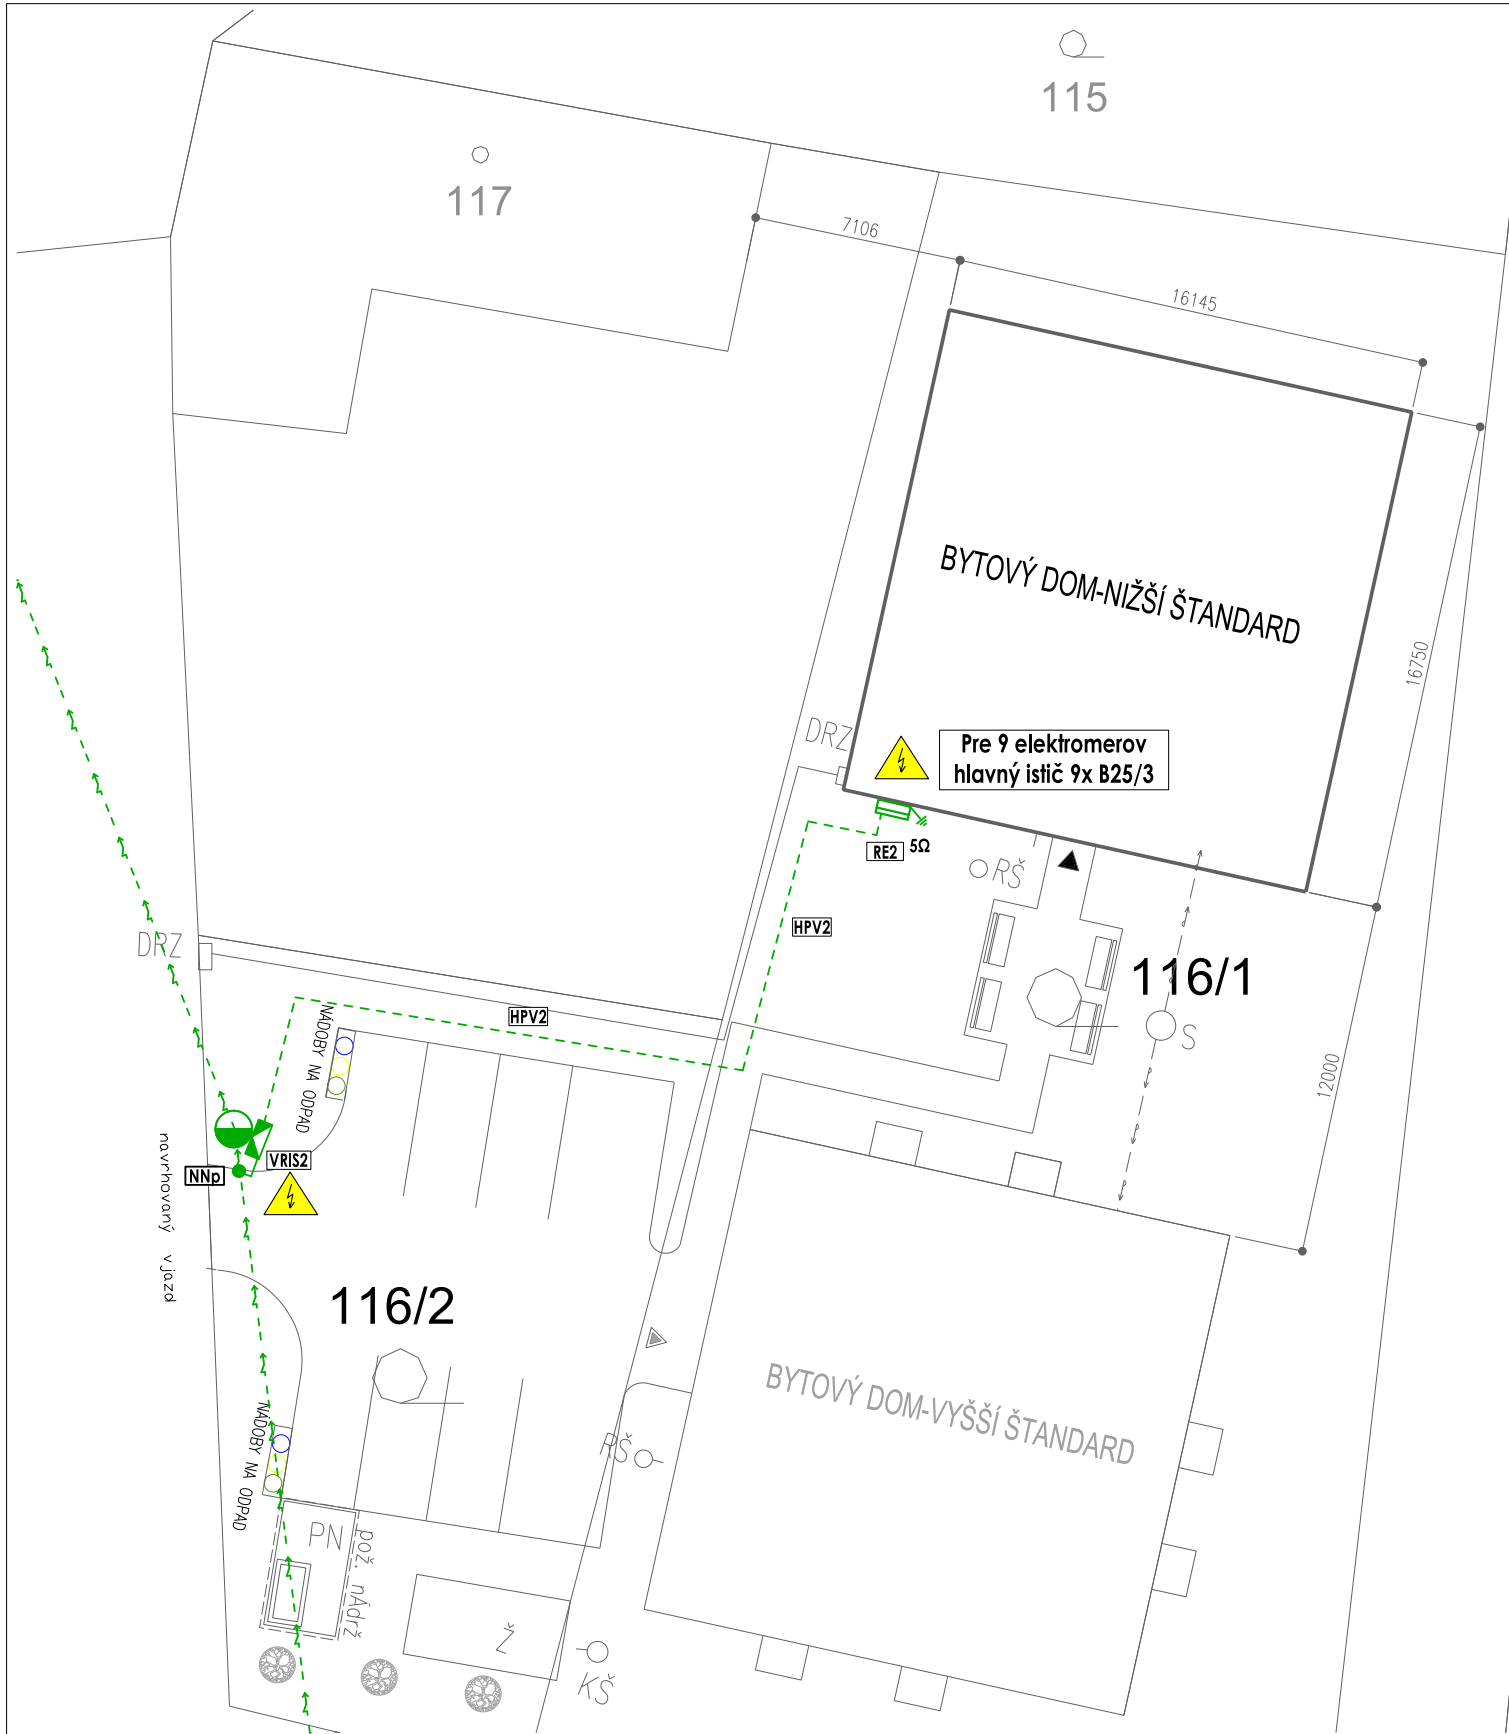 115
117
7106
16145
BYTOVÝ DOM-NIŽŠÍ ŠTANDARD
16750
DRZ
Pre 9 elektromerov
hlavný istič 9x B25/3
RE2
5Ω
RŠ
HPV2
DRZ
116/1
HPV2
NÁDOBY NA ODPAD
S
12000
navrhovaný vjazd
NNp
VRIS2
116/2
BYTOVÝ DOM-VYŠŠÍ ŠTANDARD
NÁDOBY NA ODPAD
RŠ
PN
pož. nÁdrž
Ž
KŠ